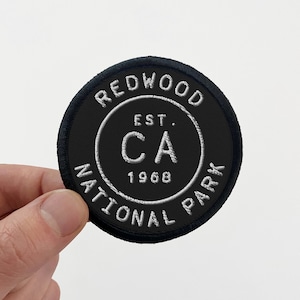 REDWOOD
EST.
CA
1968
NATIONAL PARK